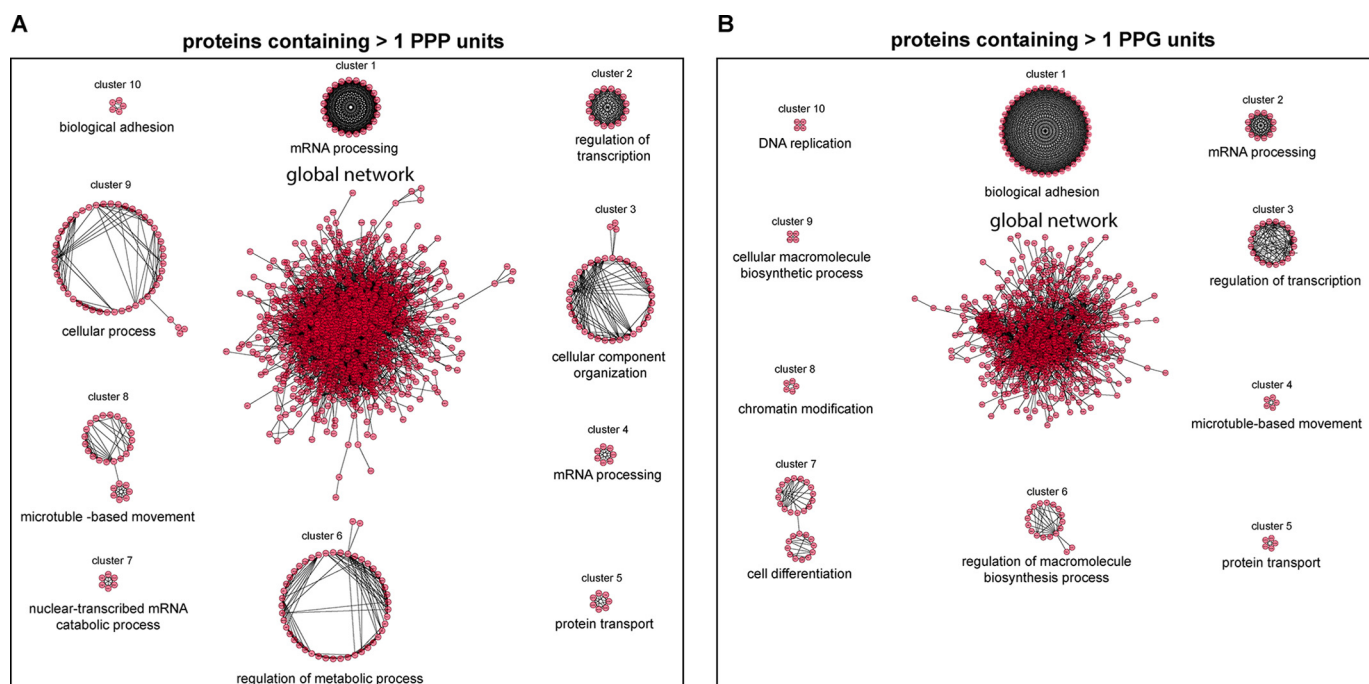 A
proteins containing > 1 PPP units
cluster 10
biological adhesion
cluster 1
mRNA processing
cluster 2
regulation of
transcription
global network
cluster 9
cellular process
cluster 3
cellular component
organization
cluster 8
microtuble -based movement
cluster 4
mRNA processing
cluster 7
nuclear-transcribed mRNA
catabolic process
cluster 6
regulation of metabolic process
cluster 5
protein transport
B
proteins containing > 1 PPG units
cluster 10
DNA replication
cluster 1
biological adhesion
cluster 2
mRNA processing
global network
cluster 9
cellular macromolecule
biosynthetic process
cluster 3
regulation of transcription
cluster 8
chromatin modification
cluster 4
microtuble-based movement
cluster 7
cell differentiation
cluster 6
regulation of macromolecule
biosynthesis process
cluster 5
protein transport